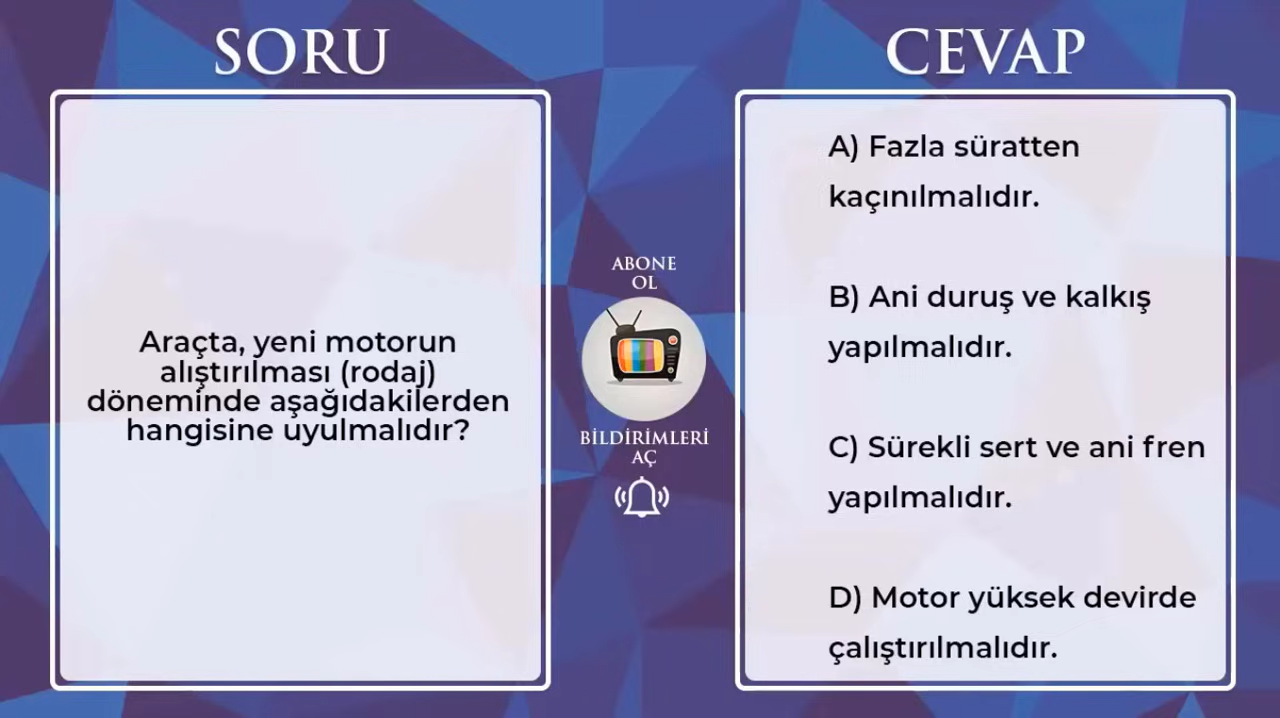 SORU
Araçta, yeni motorun
alıştırılması (rodaj)
döneminde aşağıdakilerden
hangisine uyulmalıdır?
ABONE
OL
BİLDİRİMLERİ
AÇ
CEVAP
A) Fazla süratten
kaçınılmalıdır.
B) Ani duruş ve kalkış
yapılmalıdır.
C) Sürekli sert ve ani fren
yapılmalıdır.
D) Motor yüksek devirde
çalıştırılmalıdır.